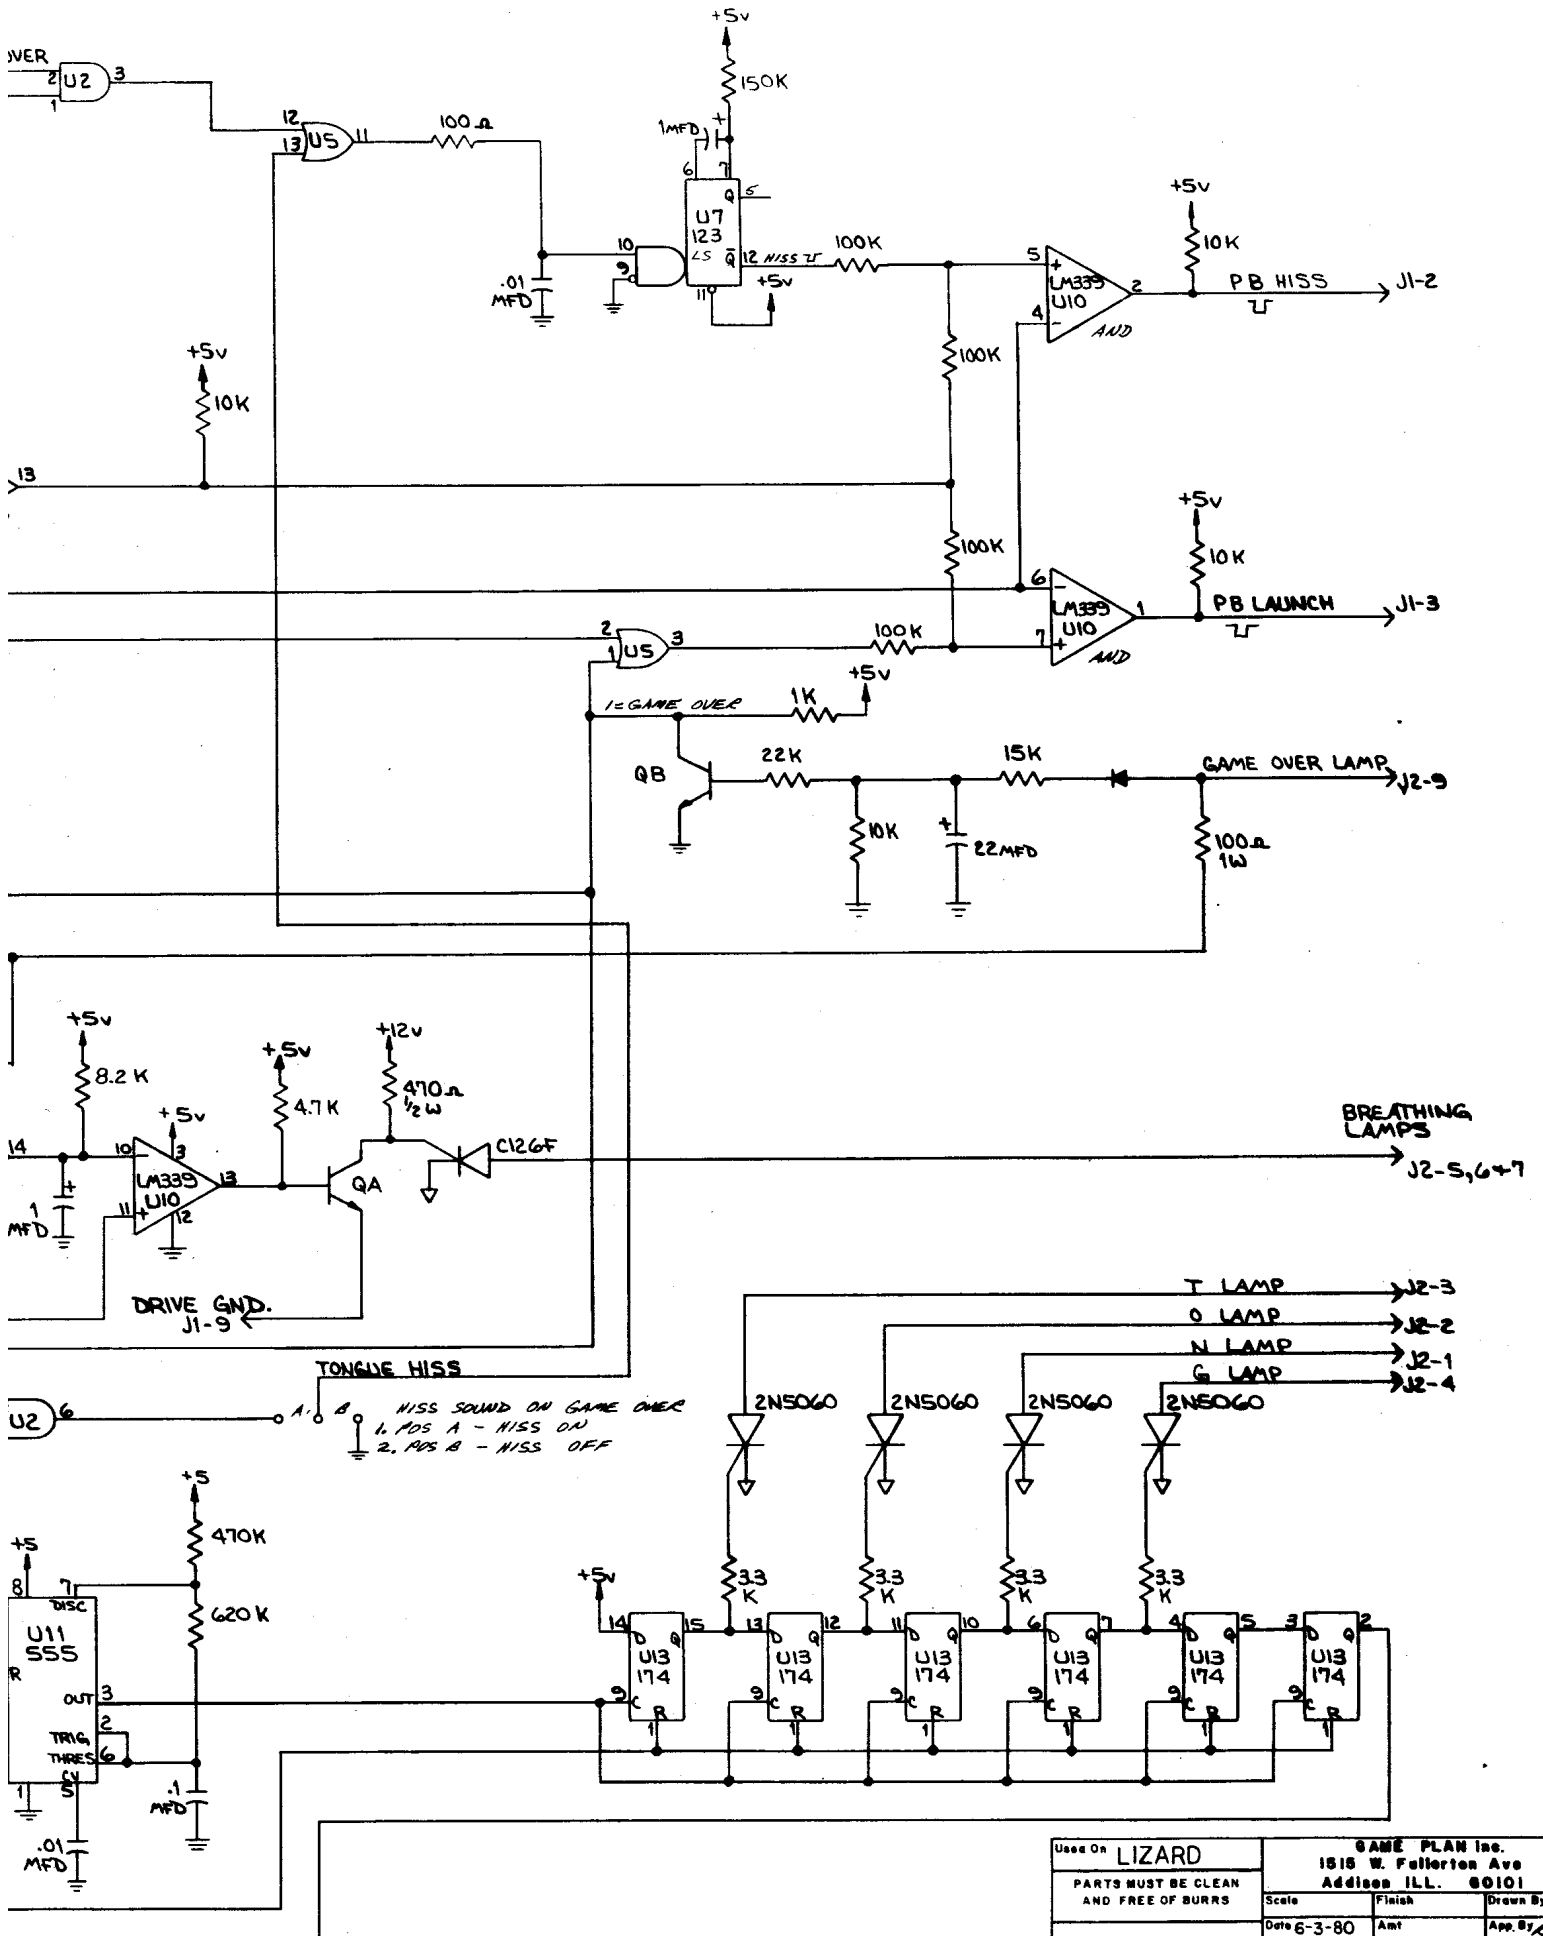 +5v
150K
OVER
2
U2
3
1
12
13
U5
11
100Ω
1MFD
+
6
7
Q
5
U7
123
LS
Q̅
12
HISS
+5v
10
9
11
.01
MFD
100K
5
+
LM339
U10
4
-
2
AND
+5v
10K
PB HISS
J1-2
100K
+5v
10K
13
100K
+5v
10K
6
-
LM339
U10
7
+
1
AND
PB LAUNCH
J1-3
2
1
U5
3
100K
+5v
1K
1=GAME OVER
QB
22K
15K
GAME OVER LAMP
J2-9
10K
+
22MFD
100Ω
1W
+5v
8.2K
+5v
4.7K
+12v
470Ω
1/2W
+5v
3
14
10
-
LM339
U10
13
11
+
12
1
+
MFD
QA
C126F
BREATHING
LAMPS
J2-5,6+7
DRIVE GND.
J1-9
T LAMP
J2-3
O LAMP
J2-2
N LAMP
J2-1
G LAMP
J2-4
TONGUE HISS
U2
6
A.
B
HISS SOUND ON GAME OVER
1. POS A - HISS ON
2. POS B - HISS OFF
2N5060
2N5060
2N5060
2N5060
+5
470K
+5
8
7
DISC
U11
555
R
OUT
3
TRIG
2
THRES
6
CV
5
1
620K
.1
MFD
.01
MFD
3.3
K
3.3
K
3.3
K
3.3
K
+5v
14
D
Q
15
U13
174
9
C
R
1
13
D
Q
12
U13
174
9
C
R
1
11
D
Q
10
U13
174
9
C
R
1
6
D
Q
7
U13
174
9
C
R
1
4
D
Q
5
U13
174
9
C
R
1
3
D
Q
2
U13
174
9
C
R
1
Used On LIZARD
PARTS MUST BE CLEAN
AND FREE OF BURRS
GAME PLAN Inc.
1515 W. Fullerton Ave
Addison ILL. 60101
Scale
Finish
Drawn By
Date 6-3-80
Amt
App. By